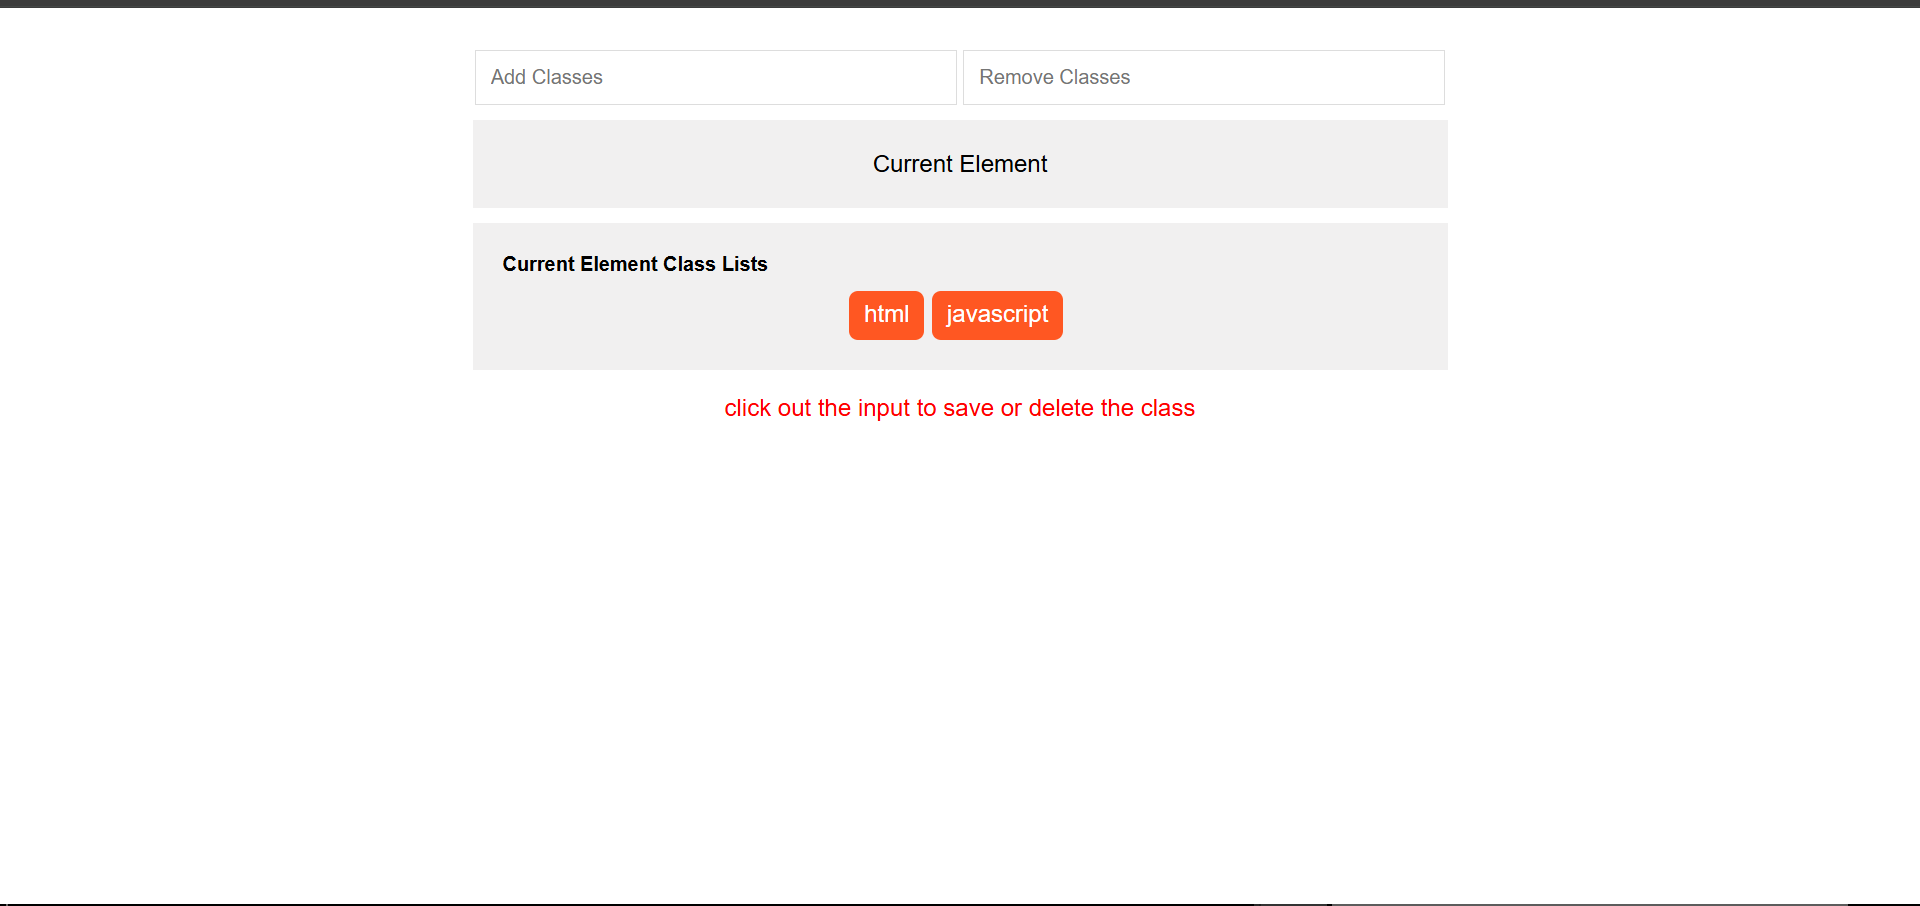 Add Classes Remove Classes
Current Element
Current Element Class Lists
html javascript
click out the input to save or delete the class